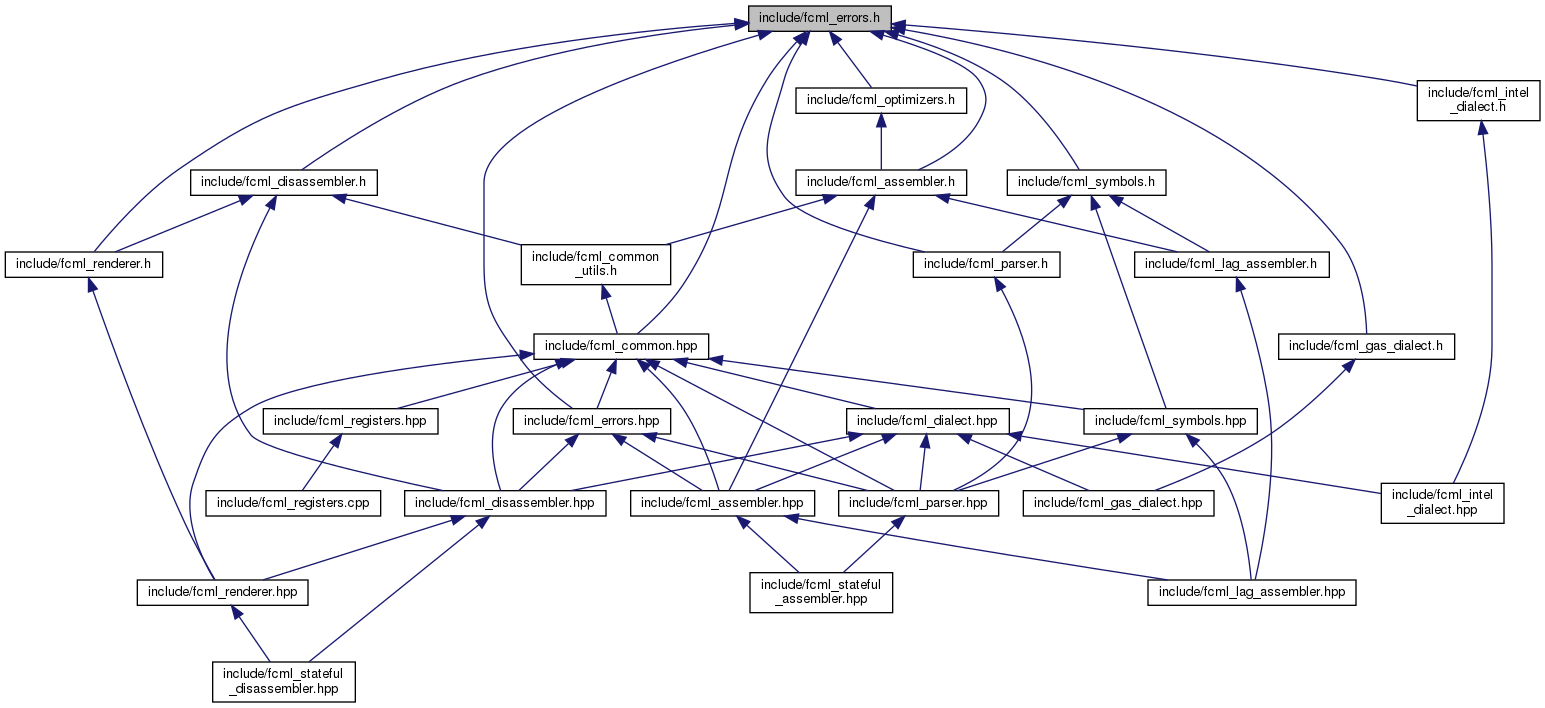 include/fcml_errors.h
include/fcml_optimizers.h
include/fcml_intel
_dialect.h
include/fcml_disassembler.h
include/fcml_assembler.h
include/fcml_symbols.h
include/fcml_renderer.h
include/fcml_common
_utils.h
include/fcml_parser.h
include/fcml_lag_assembler.h
include/fcml_common.hpp
include/fcml_gas_dialect.h
include/fcml_registers.hpp
include/fcml_errors.hpp
include/fcml_dialect.hpp
include/fcml_symbols.hpp
include/fcml_registers.cpp
include/fcml_disassembler.hpp
include/fcml_assembler.hpp
include/fcml_parser.hpp
include/fcml_gas_dialect.hpp
include/fcml_intel
_dialect.hpp
include/fcml_renderer.hpp
include/fcml_stateful
_assembler.hpp
include/fcml_lag_assembler.hpp
include/fcml_stateful
_disassembler.hpp